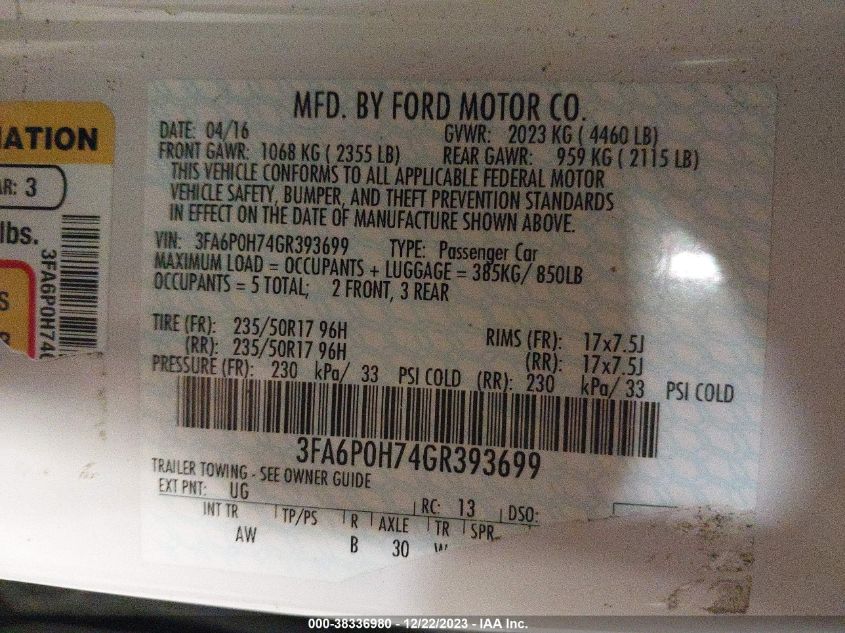 MFD. BY FORD MOTOR CO.
DATE: 04/16 GVWR: 2023 KG ( 4460 LB)
FRONT GAWR: 1068 KG ( 2355 LB) REAR GAWR: 959 KG ( 2115 LB)
THIS VEHICLE CONFORMS TO ALL APPLICABLE FEDERAL MOTOR
VEHICLE SAFETY, BUMPER, AND THEFT PREVENTION STANDARDS
IN EFFECT ON THE DATE OF MANUFACTURE SHOWN ABOVE.
VIN: 3FA6P0H74GR393699 TYPE: Passenger Car
MAXIMUM LOAD = OCCUPANTS + LUGGAGE = 385KG/ 850LB
OCCUPANTS = 5 TOTAL; 2 FRONT, 3 REAR
TIRE (FR): 235/50R17 96H RIMS (FR): 17x7.5J
(RR): 235/50R17 96H (RR): 17x7.5J
PRESSURE (FR): 230 kPa/ 33 PSI COLD (RR): 230 kPa/ 33 PSI COLD
3FA6P0H74GR393699
TRAILER TOWING - SEE OWNER GUIDE
EXT PNT: UG RC: 13 DSO:
INT TR TP/PS R AXLE TR SPR
AW B 30
MATION
AR: 3
lbs.
3FA6P0H74G
S
R
000-38336980 - 12/22/2023 - IAA Inc.